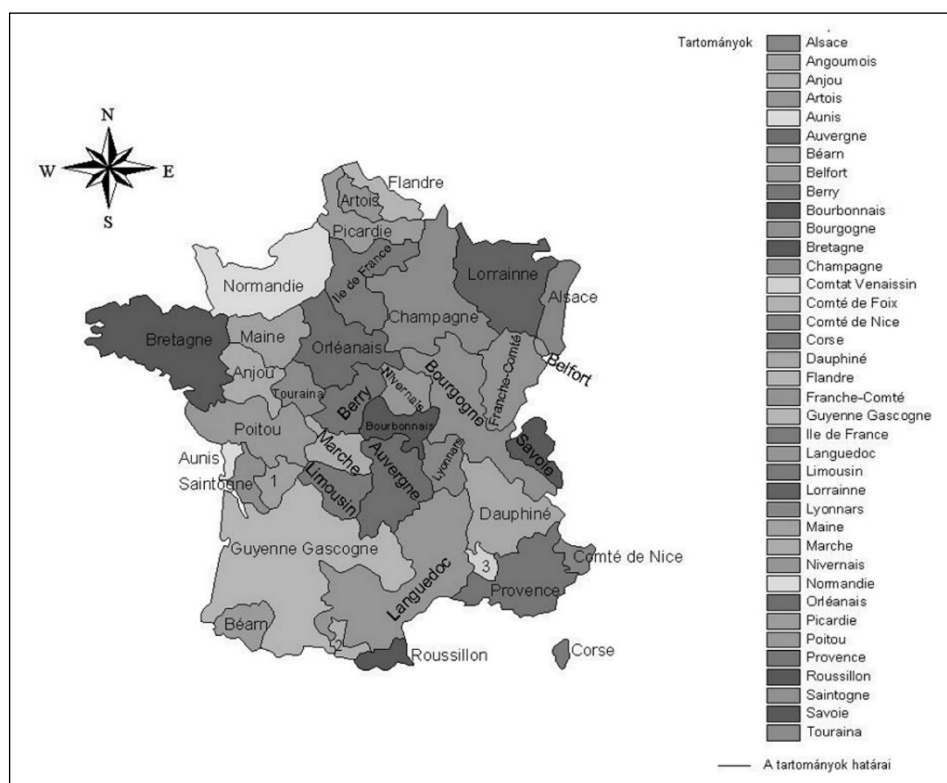 Tartományok
Alsace
Angoumois
Anjou
Artois
Aunis
Auvergne
Béarn
Belfort
Berry
Bourbonnais
Bourgogne
Bretagne
Champagne
Comtat Venaissin
Comté de Foix
Comté de Nice
Corse
Dauphiné
Flandre
Franche-Comté
Guyenne Gascogne
Ile de France
Languedoc
Limousin
Lorrainne
Lyonnars
Maine
Marche
Nivernais
Normandie
Orléanais
Picardie
Poitou
Provence
Roussillon
Saintogne
Savoie
Touraina
A tartományok határai
N
W E
S
Flandre
Artois
Picardie
Ile de France
Normandie
Lorrainne
Alsace
Champagne
Bretagne
Maine
Orléanais
Belfort
Anjou
Touraina
Berry
Nivernais
Bourgogne
Franche-Comté
Poitou
Bourbonnais
Marche
Auvergne
Lyonnars
Savoie
Aunis
Saintogne
1
Limousin
Dauphiné
Guyenne Gascogne
Languedoc
3
Comté de Nice
Provence
Béarn
2
Roussillon
Corse